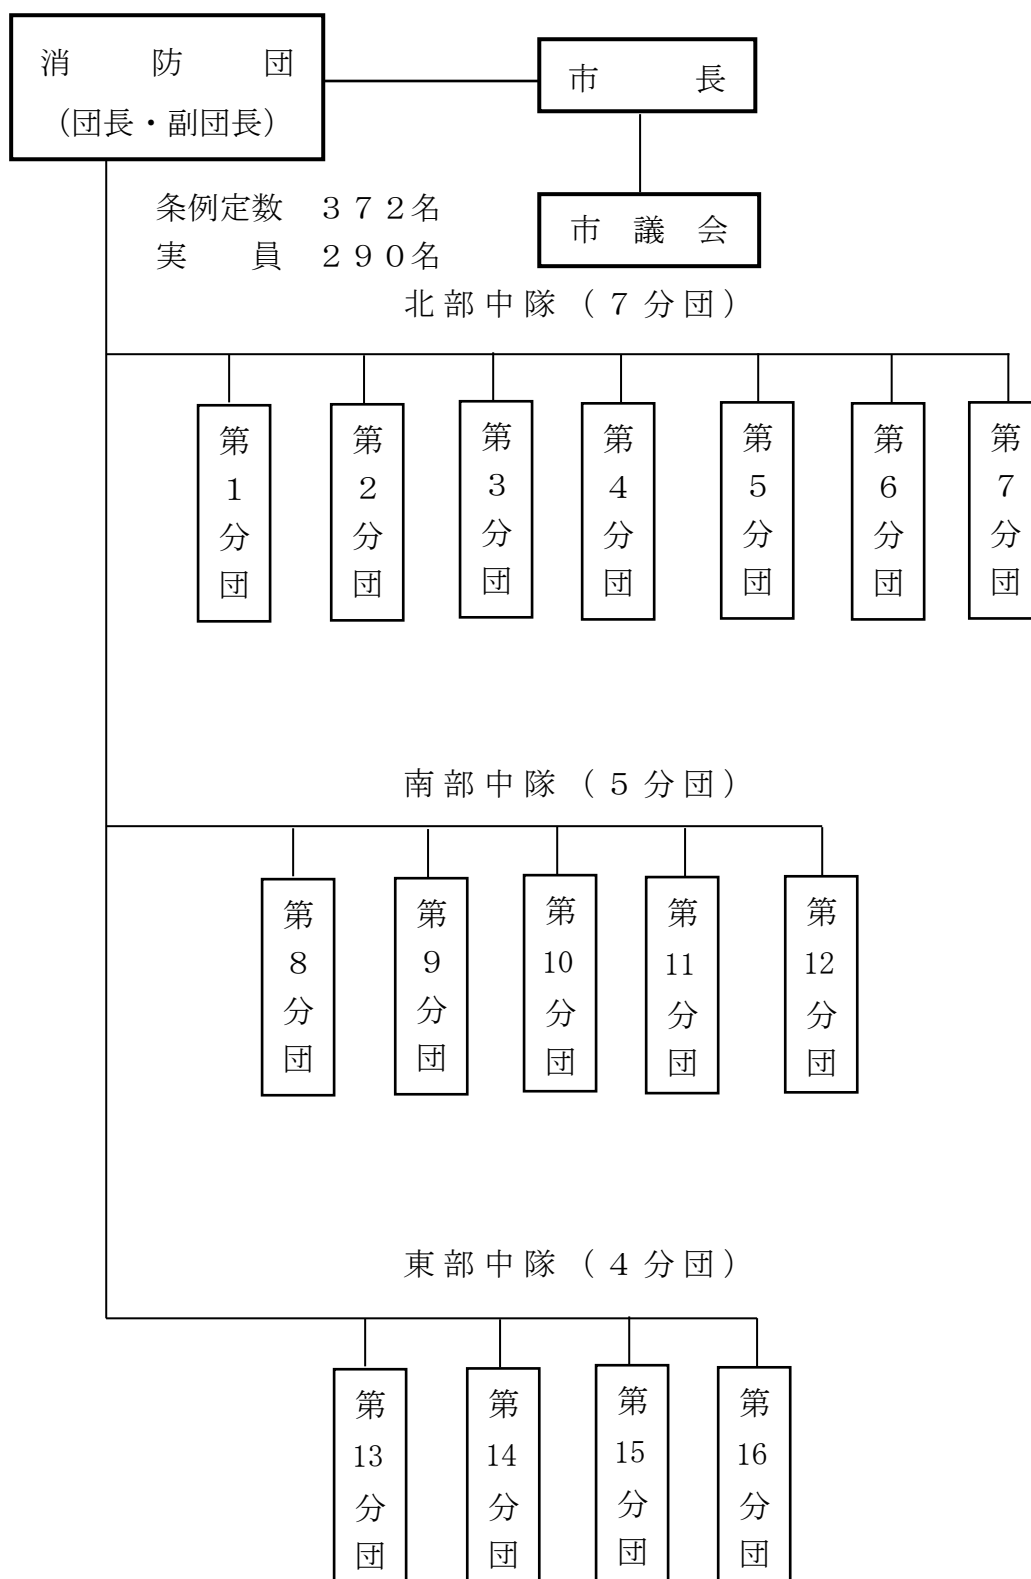 消防団
（団長・副団長）
市長
条例定数　３７２名
実　　員　２９０名
市議会
北部中隊（７分団）
第１分団
第２分団
第３分団
第４分団
第５分団
第６分団
第７分団
南部中隊（５分団）
第８分団
第９分団
第10分団
第11分団
第12分団
東部中隊（４分団）
第13分団
第14分団
第15分団
第16分団